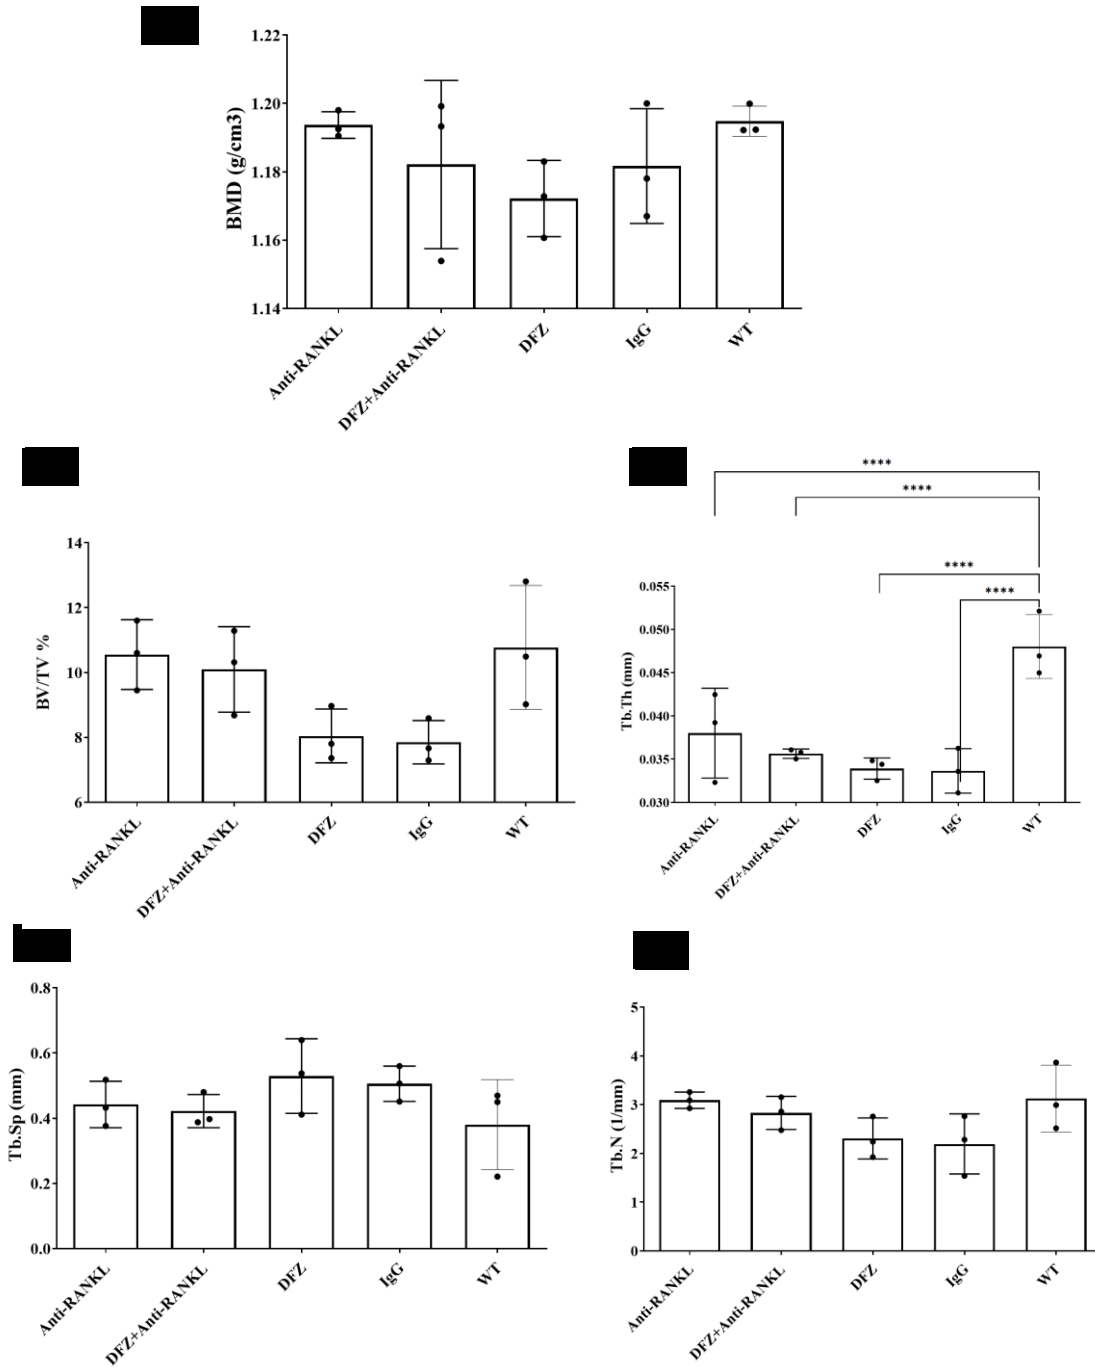 BMD (g/cm3)
1.22
1.20
1.18
1.16
1.14
Anti-RANKL
DFZ+Anti-RANKL
DFZ
IgG
WT
BV/TV %
14
12
10
8
6
Anti-RANKL
DFZ+Anti-RANKL
DFZ
IgG
WT
****
****
****
****
Tb.Th (mm)
0.055
0.050
0.045
0.040
0.035
0.030
Anti-RANKL
DFZ+Anti-RANKL
DFZ
IgG
WT
Tb.Sp (mm)
0.8
0.6
0.4
0.2
0.0
Anti-RANKL
DFZ+Anti-RANKL
DFZ
IgG
WT
Tb.N (1/mm)
5
4
3
2
1
0
Anti-RANKL
DFZ+Anti-RANKL
DFZ
IgG
WT